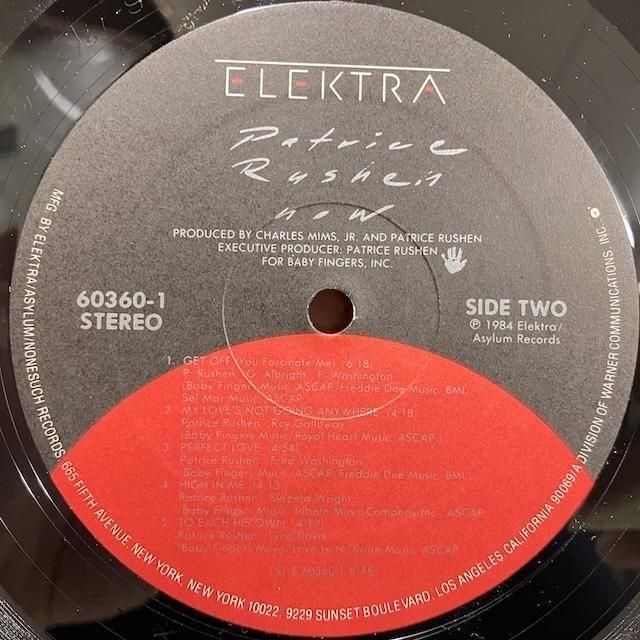 ELEKTRA
Patrice
Rushen
now
PRODUCED BY CHARLES MIMS, JR. AND PATRICE RUSHEN
EXECUTIVE PRODUCER: PATRICE RUSHEN
FOR BABY FINGERS, INC.
60360-1
STEREO
SIDE TWO
℗ 1984 Elektra/
Asylum Records
1. GET OFF (You Fascinate Me) (6:18)
P. Rushen G. Albright F. Washington
(Baby Fingers Music, ASCAP, Freddie Dee Music, BMI,
Sel Mar Music, ASCAP)
2. MY LOVE'S NOT GOING ANYWHERE (4:18)
Patrice Rushen Roy Galloway
(Baby Fingers Music/Royal Heart Music, ASCAP)
3. PERFECT LOVE (4:54)
Patrice Rushen Fred Washington
(Baby Fingers Music, ASCAP, Freddie Dee Music, BMI)
4. HIGH IN ME (4:13)
Patrice Rushen Syreeta Wright
(Baby Fingers Music, Jobete Music Company Inc., ASCAP)
5. TO EACH HIS OWN (4:12)
Patrice Rushen Lynn Davis
(Baby Fingers Music, Love Lyn Divine Music, ASCAP)
60360-1 B
MFG. BY ELEKTRA/ASYLUM/NONESUCH RECORDS, 665 FIFTH AVENUE, NEW YORK, NEW YORK 10022, 9229 SUNSET BOULEVARD, LOS ANGELES, CALIFORNIA 90069/A DIVISION OF WARNER COMMUNICATIONS INC.